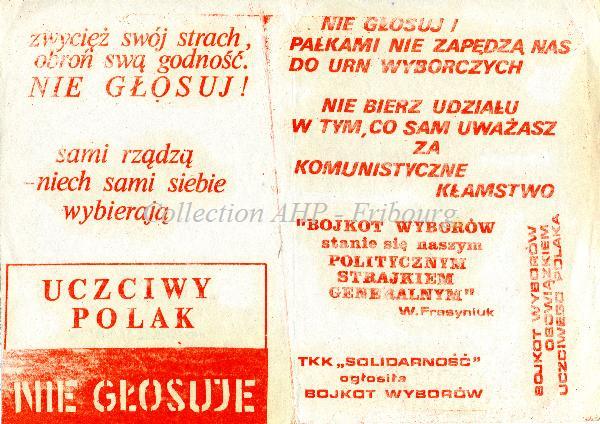 zwycięż swój strach,
obroń swą godność.
NIE GŁOSUJ!
sami rządzą
-niech sami siebie
wybierają
UCZCIWY
POLAK
NIE GŁOSUJE
NIE GŁOSUJ!
PAŁKAMI NIE ZAPĘDZĄ NAS
DO URN WYBORCZYCH
NIE BIERZ UDZIAŁU
W TYM, CO SAM UWAŻASZ
ZA
KOMUNISTYCZNE
KŁAMSTWO
"BOJKOT WYBORÓW
stanie się naszym
POLITYCZNYM
STRAJKIEM
GENERALNYM"
W.Frasyniuk
TKK „SOLIDARNOŚĆ"
ogłosiła
BOJKOT WYBORÓW
BOJKOT WYBORÓW
OBOWIĄZKIEM
UCZCIWEGO POLAKA
Collection AHP - Fribourg